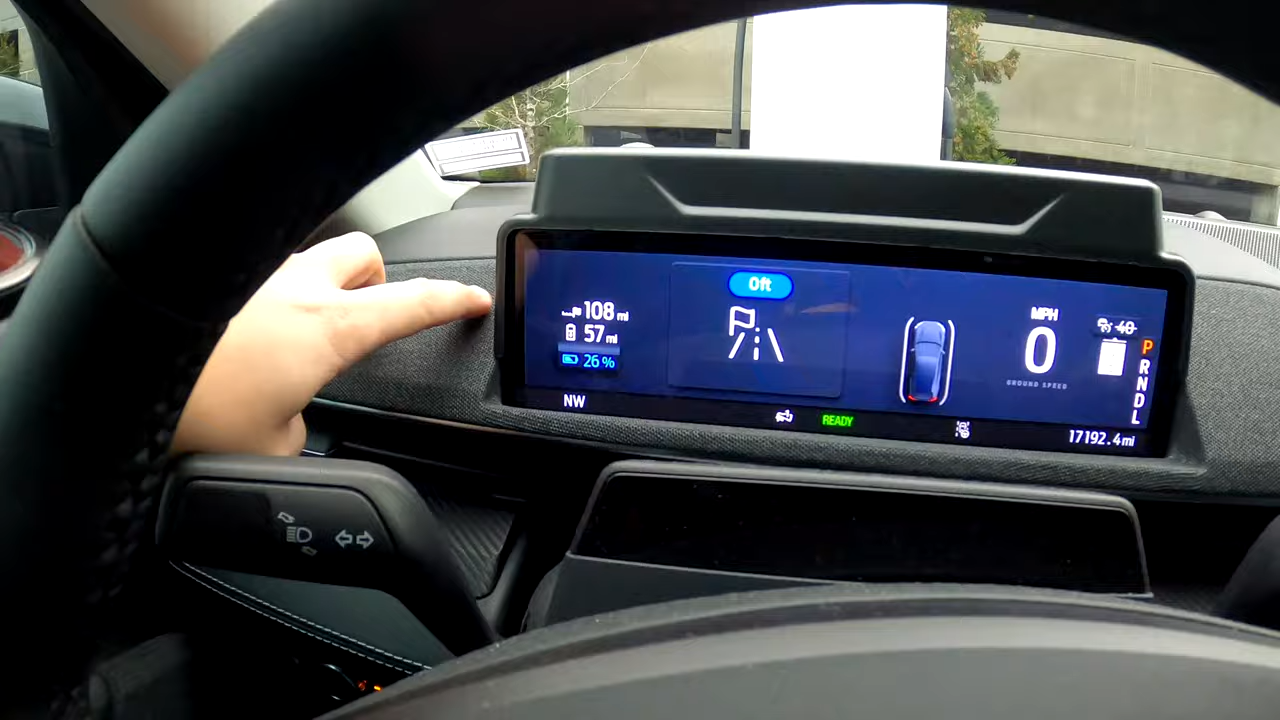 0ft
108 mi
57 mi
26 %
MPH
0
GROUND SPEED
40
P
R
N
D
L
NW
READY
17192.4 mi